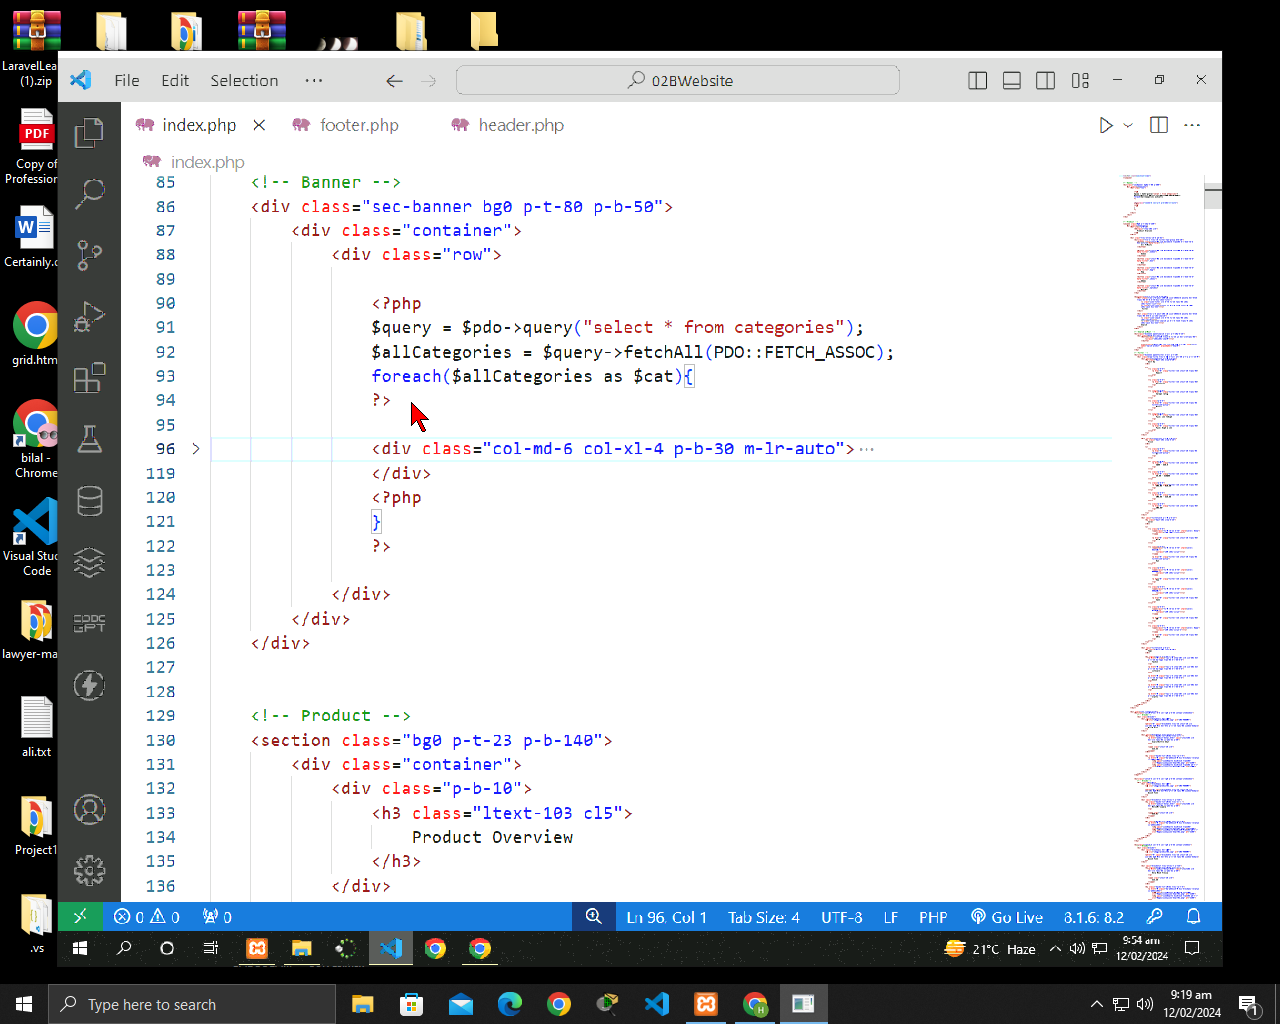 LaravelLea
(1).zip
File Edit Selection ···
02BWebsite
index.php footer.php header.php
index.php
PDF
Copy of
Profession
Certainly.c
grid.htm
bilal -
Chrome
Visual Stud
Code
lawyer-ma
ali.txt
Project1
.vs
85 <!-- Banner -->
86 <div class="sec-banner bg0 p-t-80 p-b-50">
87 <div class="container">
88 <div class="row">
89
90 <?php
91 $query = $pdo->query("select * from categories");
92 $allCategories = $query->fetchAll(PDO::FETCH_ASSOC);
93 foreach($allCategories as $cat){
94 ?>
95
96 <div class="col-md-6 col-xl-4 p-b-30 m-lr-auto">···
119 </div>
120 <?php
121 }
122 ?>
123
124 </div>
125 </div>
126 </div>
127
128
129 <!-- Product -->
130 <section class="bg0 p-t-23 p-b-140">
131 <div class="container">
132 <div class="p-b-10">
133 <h3 class="ltext-103 cl5">
134 Product Overview
135 </h3>
136 </div>
0 0 0 Ln 96, Col 1 Tab Size: 4 UTF-8 LF PHP Go Live 8.1.6: 8.2
21°C Haze 9:54 am
12/02/2024
Type here to search
9:19 am
12/02/2024
1